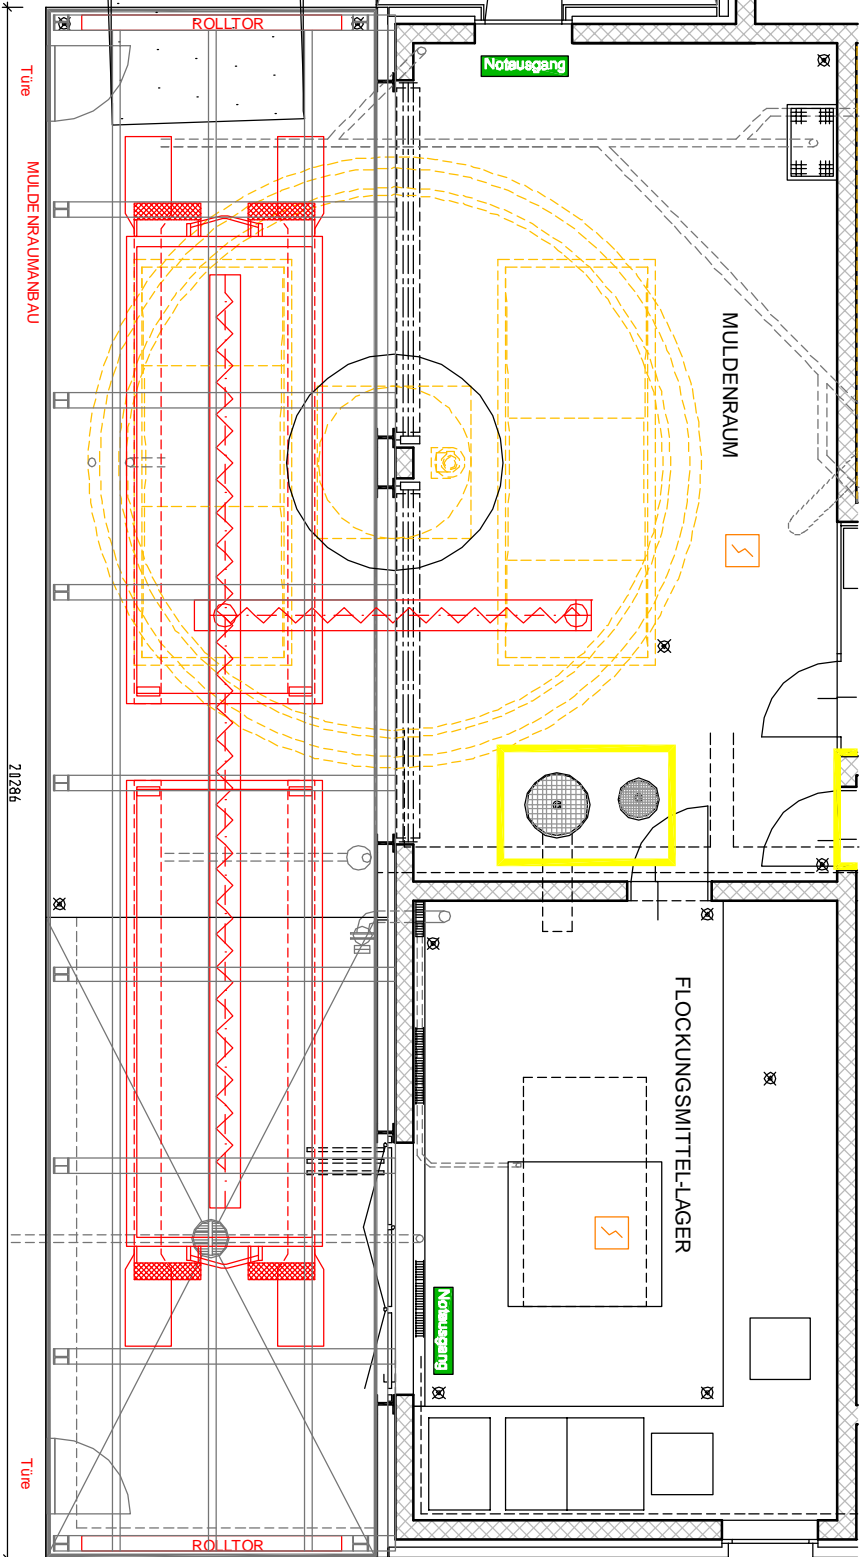 ROLLTOR
Notausgang
Türe
MULDENRAUMANBAU
MULDENRAUM
20286
FLOCKUNGSMITTEL-LAGER
Notausgang
Türe
ROLLTOR